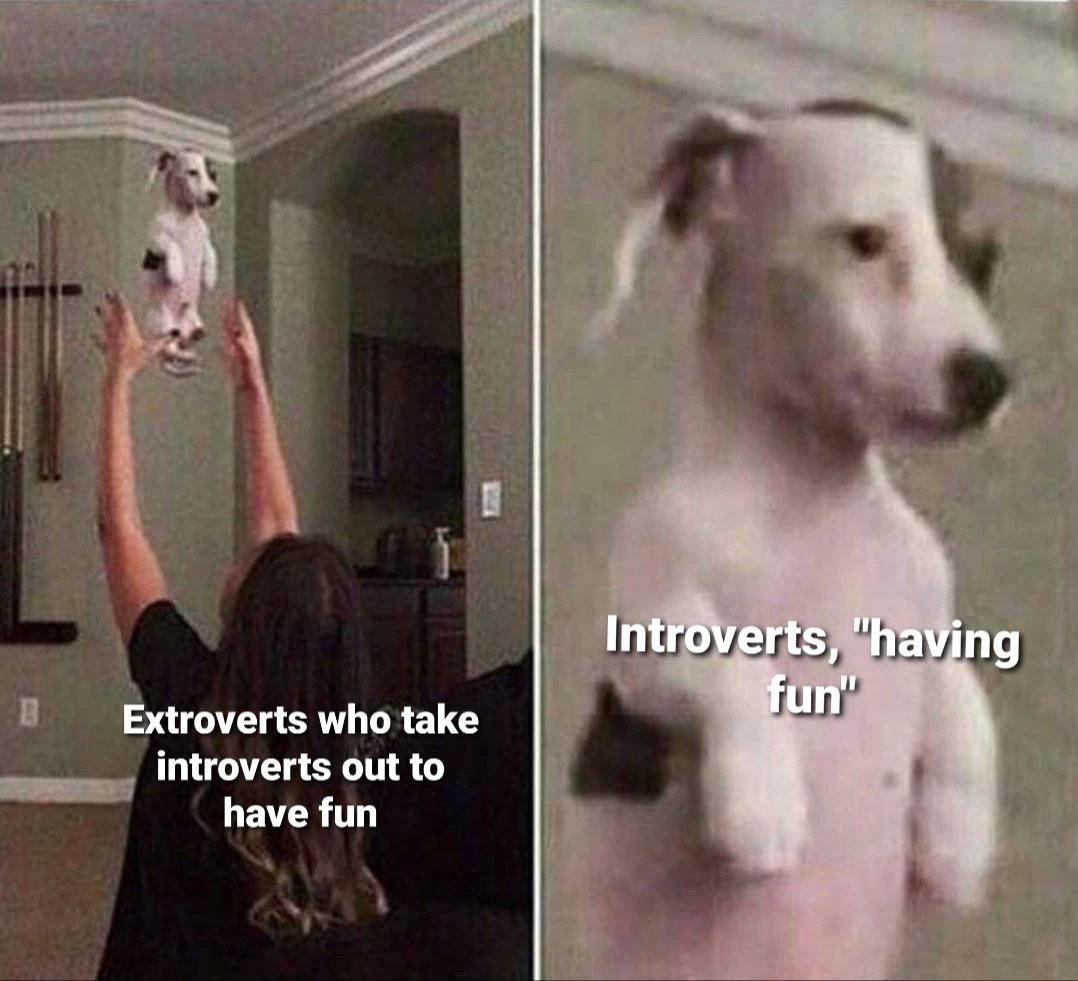 Extroverts who take
introverts out to
have fun
Introverts, "having
fun"